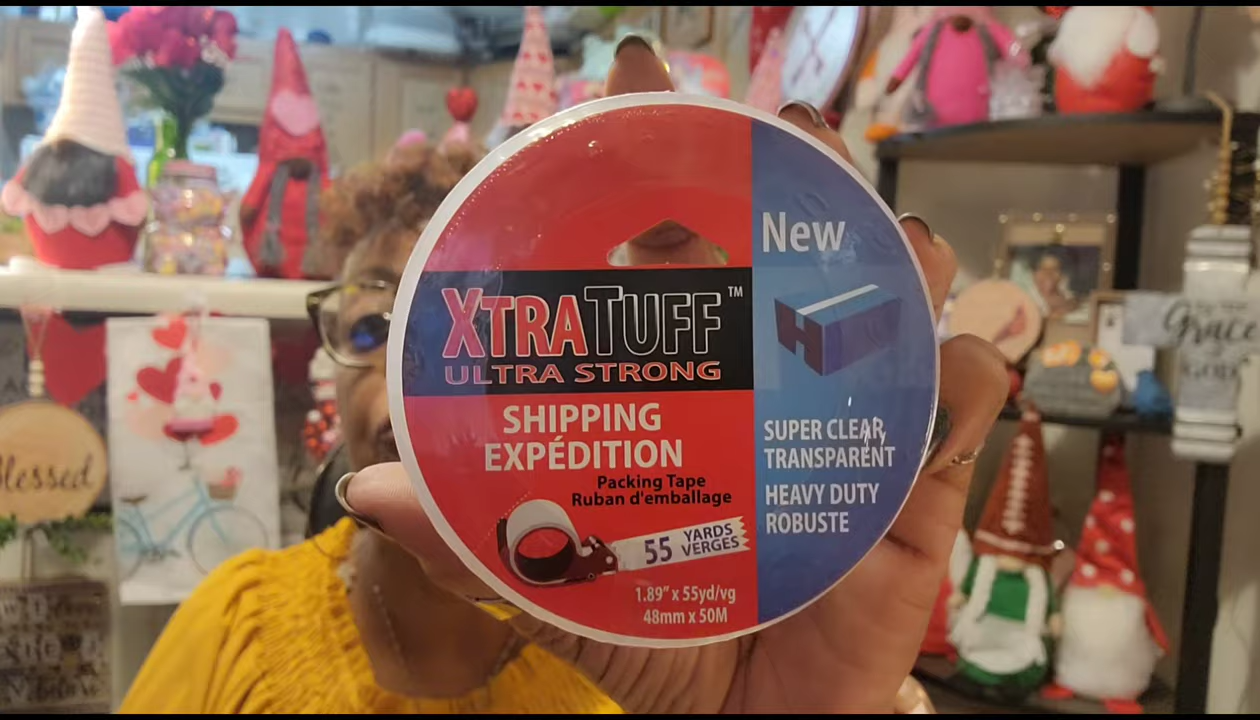 New
XTRATUFF™
ULTRA STRONG
SHIPPING
EXPÉDITION
Packing Tape
Ruban d'emballage
55 YARDS
VERGES
1.89" x 55yd/vg
48mm x 50M
SUPER CLEAR,
TRANSPARENT
HEAVY DUTY
ROBUSTE
Blessed
Grace